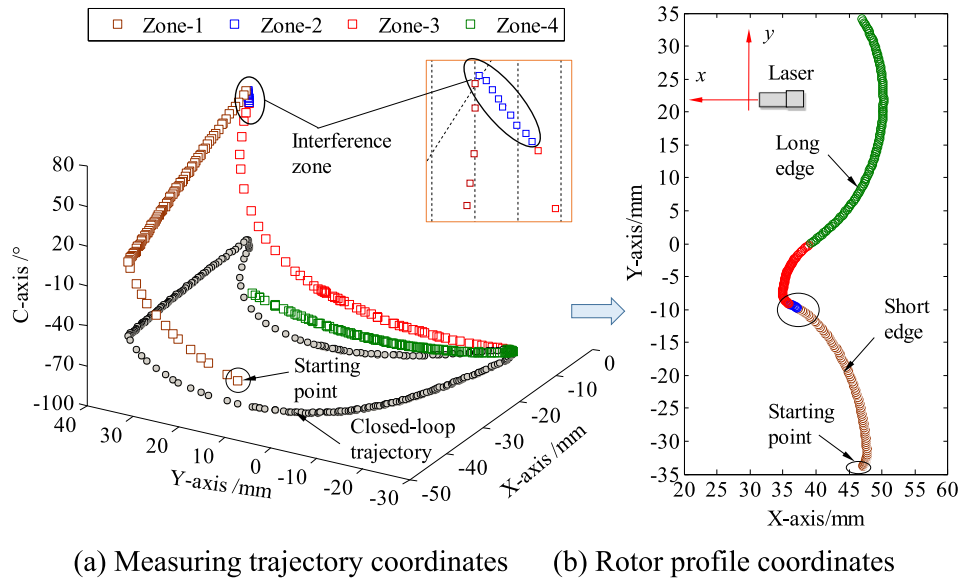 Zone-1 Zone-2 Zone-3 Zone-4
Interference
zone
80
50
20
-10
-40
-70
-100
C-axis /°
40
30
20
10
0
-10
-20
-30
Y-axis /mm
-50
-40
-30
-20
-10
0
X-axis /mm
Starting
point
Closed-loop
trajectory
(a) Measuring trajectory coordinates
y
x
Laser
Long
edge
Short
edge
Starting
point
35
30
25
20
15
10
5
0
-5
-10
-15
-20
-25
-30
-35
Y-axis/mm
20 25 30 35 40 45 50 55 60
X-axis/mm
(b) Rotor profile coordinates